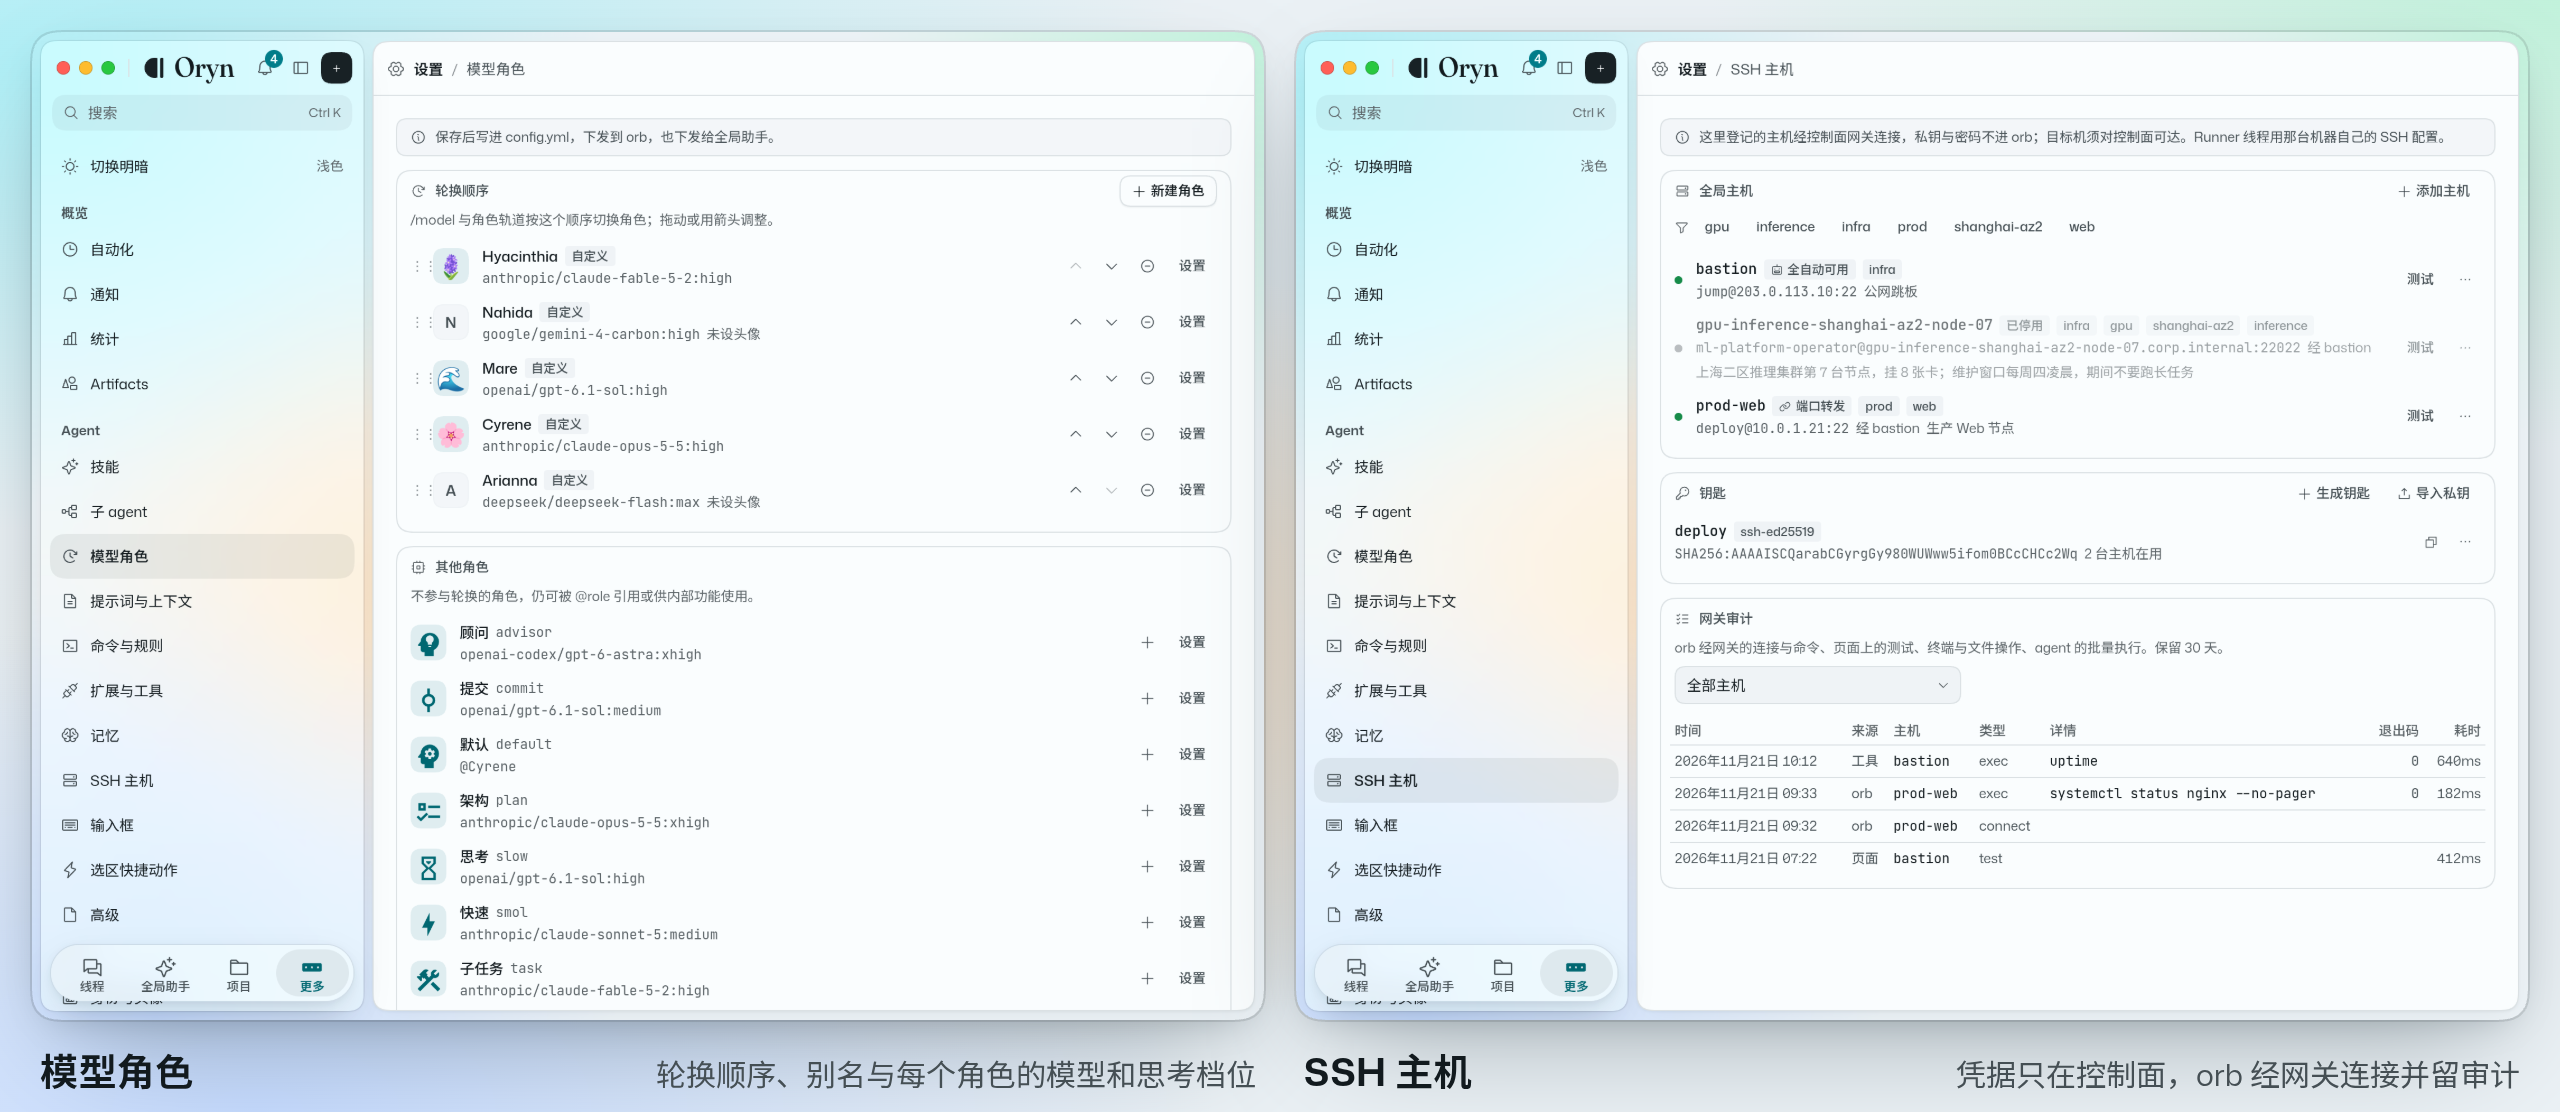 Oryn
4
搜索 Ctrl K
切换明暗 浅色
概览
自动化
通知
统计
Artifacts
Agent
技能
子 agent
模型角色
提示词与上下文
命令与规则
扩展与工具
记忆
SSH 主机
输入框
选区快捷动作
高级
线程 全局助手 项目 更多
设置 / 模型角色
保存后写进 config.yml，下发到 orb，也下发给全局助手。
轮换顺序 新建角色
/model 与角色轨道按这个顺序切换角色；拖动或用箭头调整。
Hyacinthia 自定义
anthropic/claude-fable-5-2:high 设置
N Nahida 自定义
google/gemini-4-carbon:high 未设头像 设置
Mare 自定义
openai/gpt-6.1-sol:high 设置
Cyrene 自定义
anthropic/claude-opus-5-5:high 设置
A Arianna 自定义
deepseek/deepseek-flash:max 未设头像 设置
其他角色
不参与轮换的角色，仍可被 @role 引用或供内部功能使用。
顾问 advisor
openai-codex/gpt-6-astra:xhigh 设置
提交 commit
openai/gpt-6.1-sol:medium 设置
默认 default
@Cyrene 设置
架构 plan
anthropic/claude-opus-5-5:xhigh 设置
思考 slow
openai/gpt-6.1-sol:high 设置
快速 smol
anthropic/claude-sonnet-5:medium 设置
子任务 task
anthropic/claude-fable-5-2:high 设置
模型角色
轮换顺序、别名与每个角色的模型和思考档位
Oryn
4
搜索 Ctrl K
切换明暗 浅色
概览
自动化
通知
统计
Artifacts
Agent
技能
子 agent
模型角色
提示词与上下文
命令与规则
扩展与工具
记忆
SSH 主机
输入框
选区快捷动作
高级
线程 全局助手 项目 更多
设置 / SSH 主机
这里登记的主机经控制面网关连接，私钥与密码不进 orb；目标机须对控制面可达。Runner 线程用那台机器自己的 SSH 配置。
全局主机 添加主机
gpu inference infra prod shanghai-az2 web
bastion 全自动可用 infra
jump@203.0.113.10:22 公网跳板 测试
gpu-inference-shanghai-az2-node-07 已停用 infra gpu shanghai-az2 inference
ml-platform-operator@gpu-inference-shanghai-az2-node-07.corp.internal:22022 经 bastion 测试
上海二区推理集群第 7 台节点，挂 8 张卡；维护窗口每周四凌晨，期间不要跑长任务
prod-web 端口转发 prod web
deploy@10.0.1.21:22 经 bastion 生产 Web 节点 测试
钥匙 生成钥匙 导入私钥
deploy ssh-ed25519
SHA256:AAAAISCQarabCGyrgGy980WUWww5ifom0BCcCHCc2Wq 2 台主机在用
网关审计
orb 经网关的连接与命令、页面上的测试、终端与文件操作、agent 的批量执行。保留 30 天。
全部主机
时间 来源 主机 类型 详情 退出码 耗时
2026年11月21日 10:12 工具 bastion exec uptime 0 640ms
2026年11月21日 09:33 orb prod-web exec systemctl status nginx --no-pager 0 182ms
2026年11月21日 09:32 orb prod-web connect
2026年11月21日 07:22 页面 bastion test 412ms
SSH 主机
凭据只在控制面，orb 经网关连接并留审计